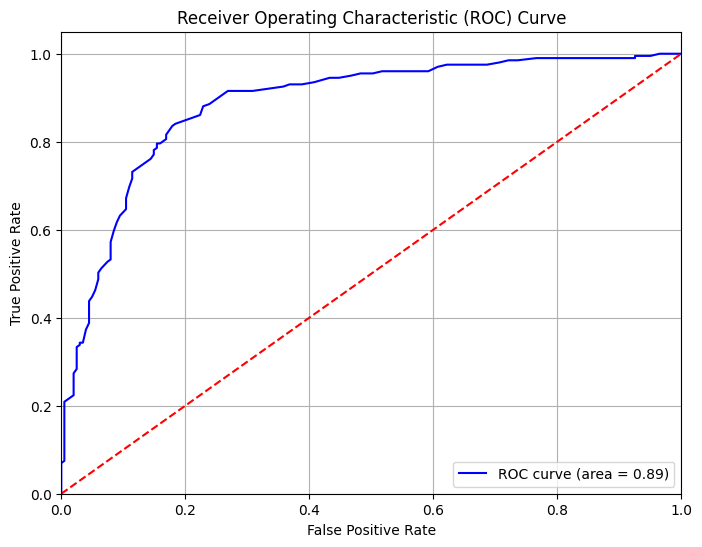 Receiver Operating Characteristic (ROC) Curve
True Positive Rate
1.0
0.8
0.6
0.4
0.2
0.0
ROC curve (area = 0.89)
0.0 0.2 0.4 0.6 0.8 1.0
False Positive Rate